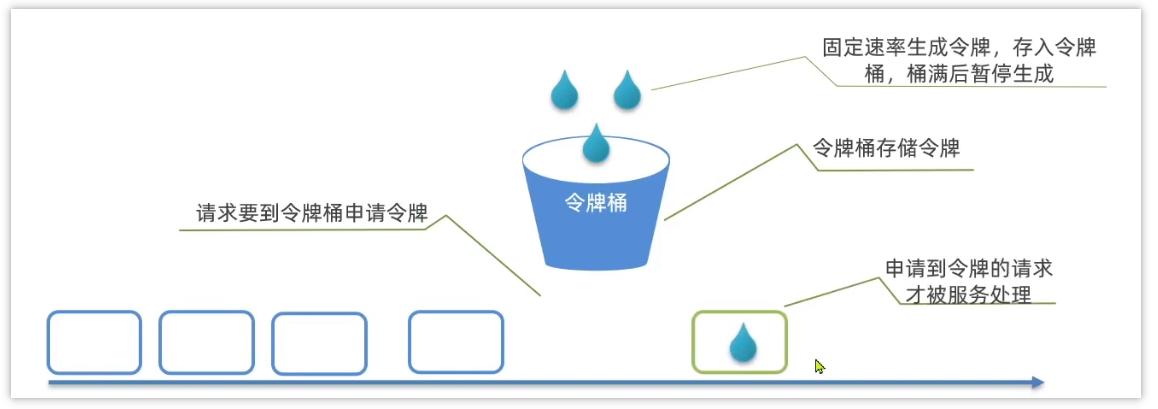 固定速率生成令牌，存入令牌
桶，桶满后暂停生成
令牌桶存储令牌
令牌桶
请求要到令牌桶申请令牌
申请到令牌的请求
才被服务处理